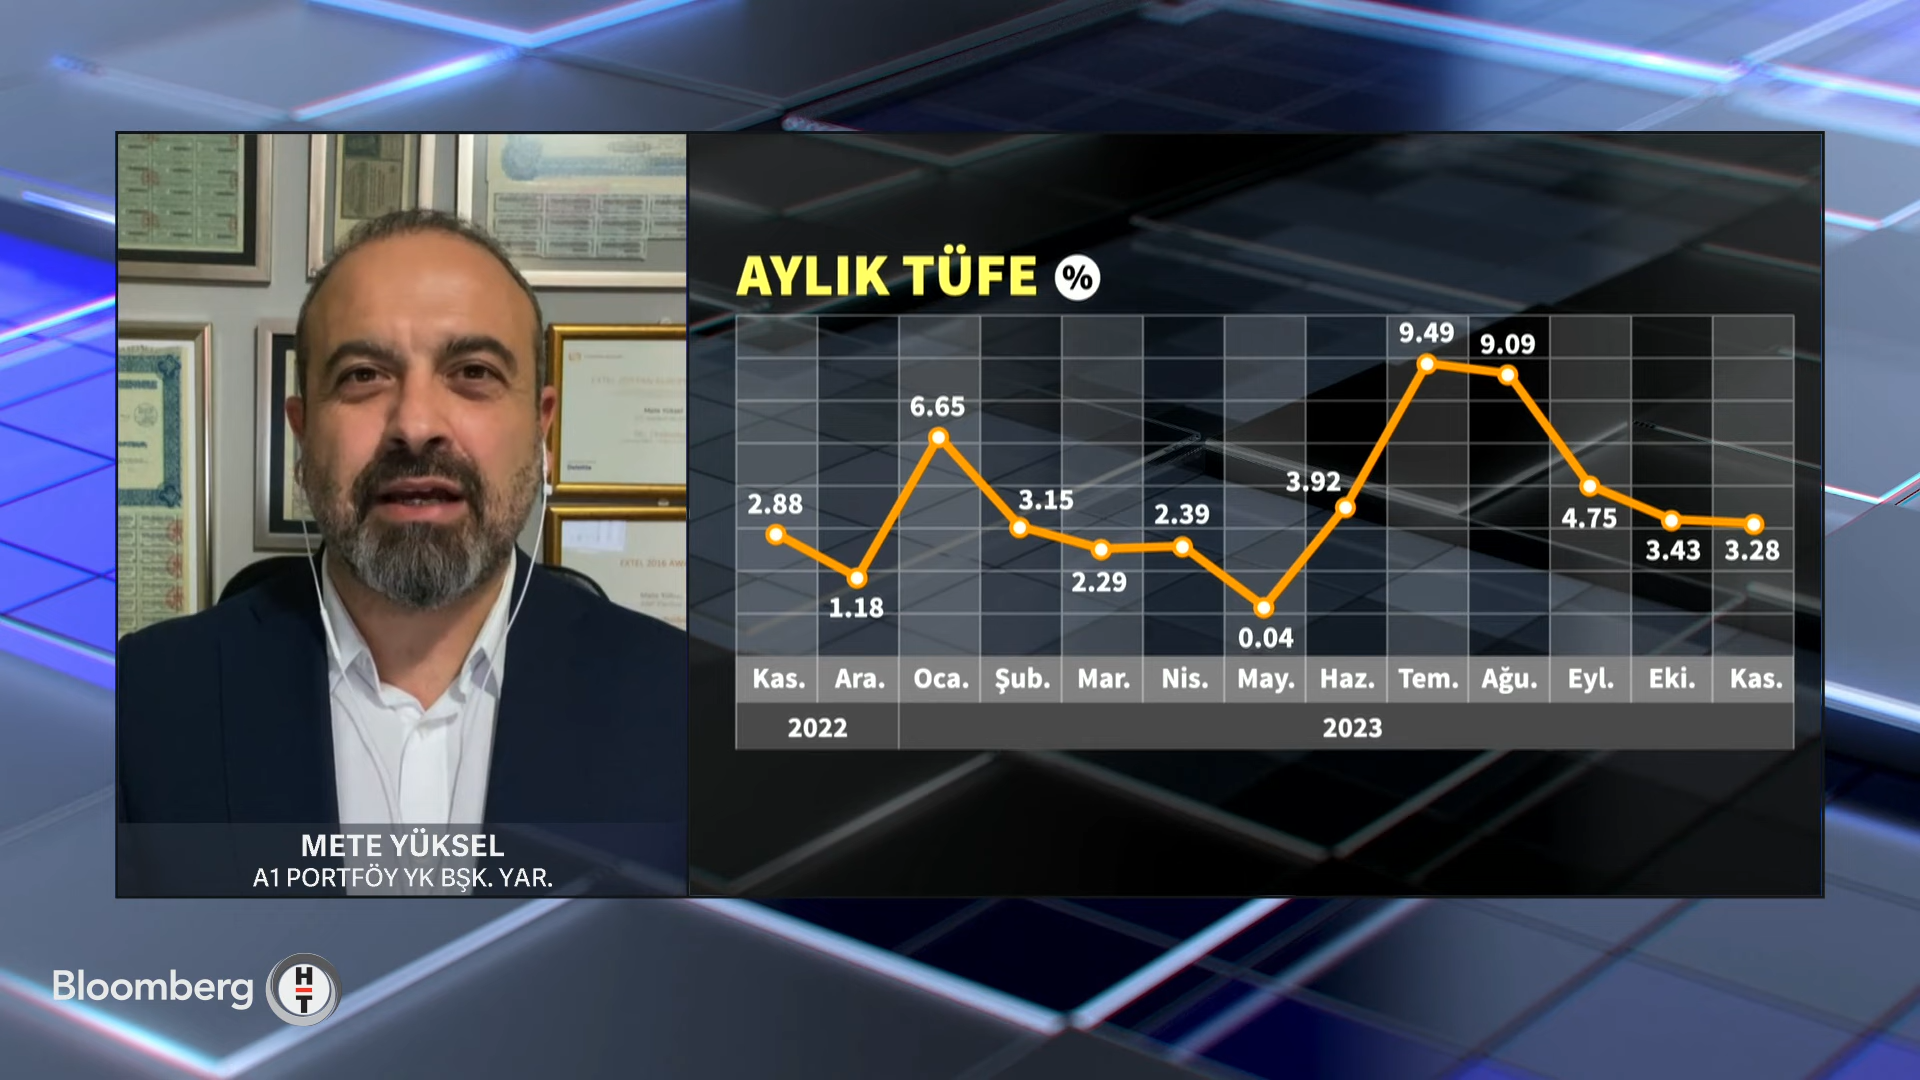 AYLIK TÜFE %
9.49
9.09
6.65
2.88
3.15
2.39
3.92
1.18
2.29
0.04
4.75
3.43
3.28
Kas. Ara. Oca. Şub. Mar. Nis. May. Haz. Tem. Ağu. Eyl. Eki. Kas.
2022 2023
METE YÜKSEL
A1 PORTFÖY YK BŞK. YAR.
Bloomberg HT